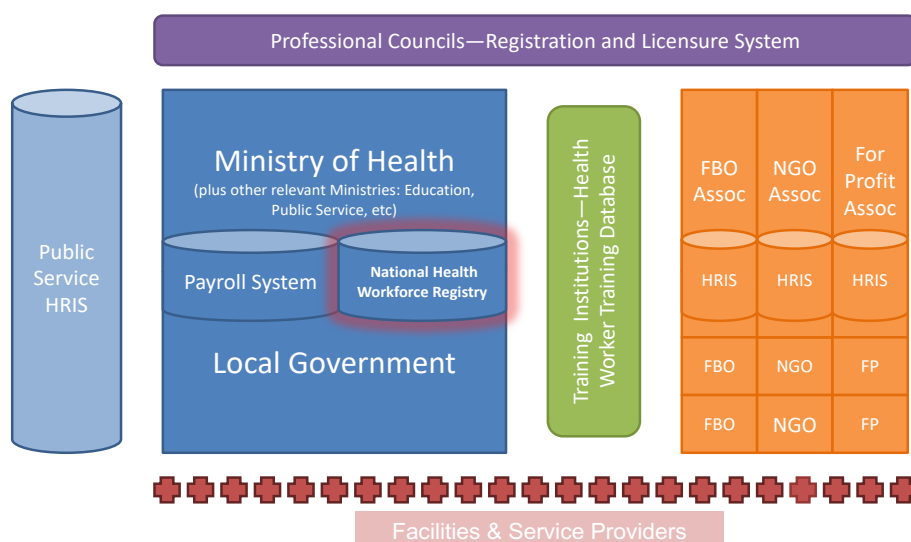 Professional Councils—Registration and Licensure System
Public
Service
HRIS
Ministry of Health
(plus other relevant Ministries: Education,
Public Service, etc)
Payroll System
National Health
Workforce Registry
Local Government
Training Institutions—Health
Worker Training Database
FBO
Assoc
NGO
Assoc
For
Profit
Assoc
HRIS
HRIS
HRIS
FBO
NGO
FP
FBO
NGO
FP
Facilities & Service Providers